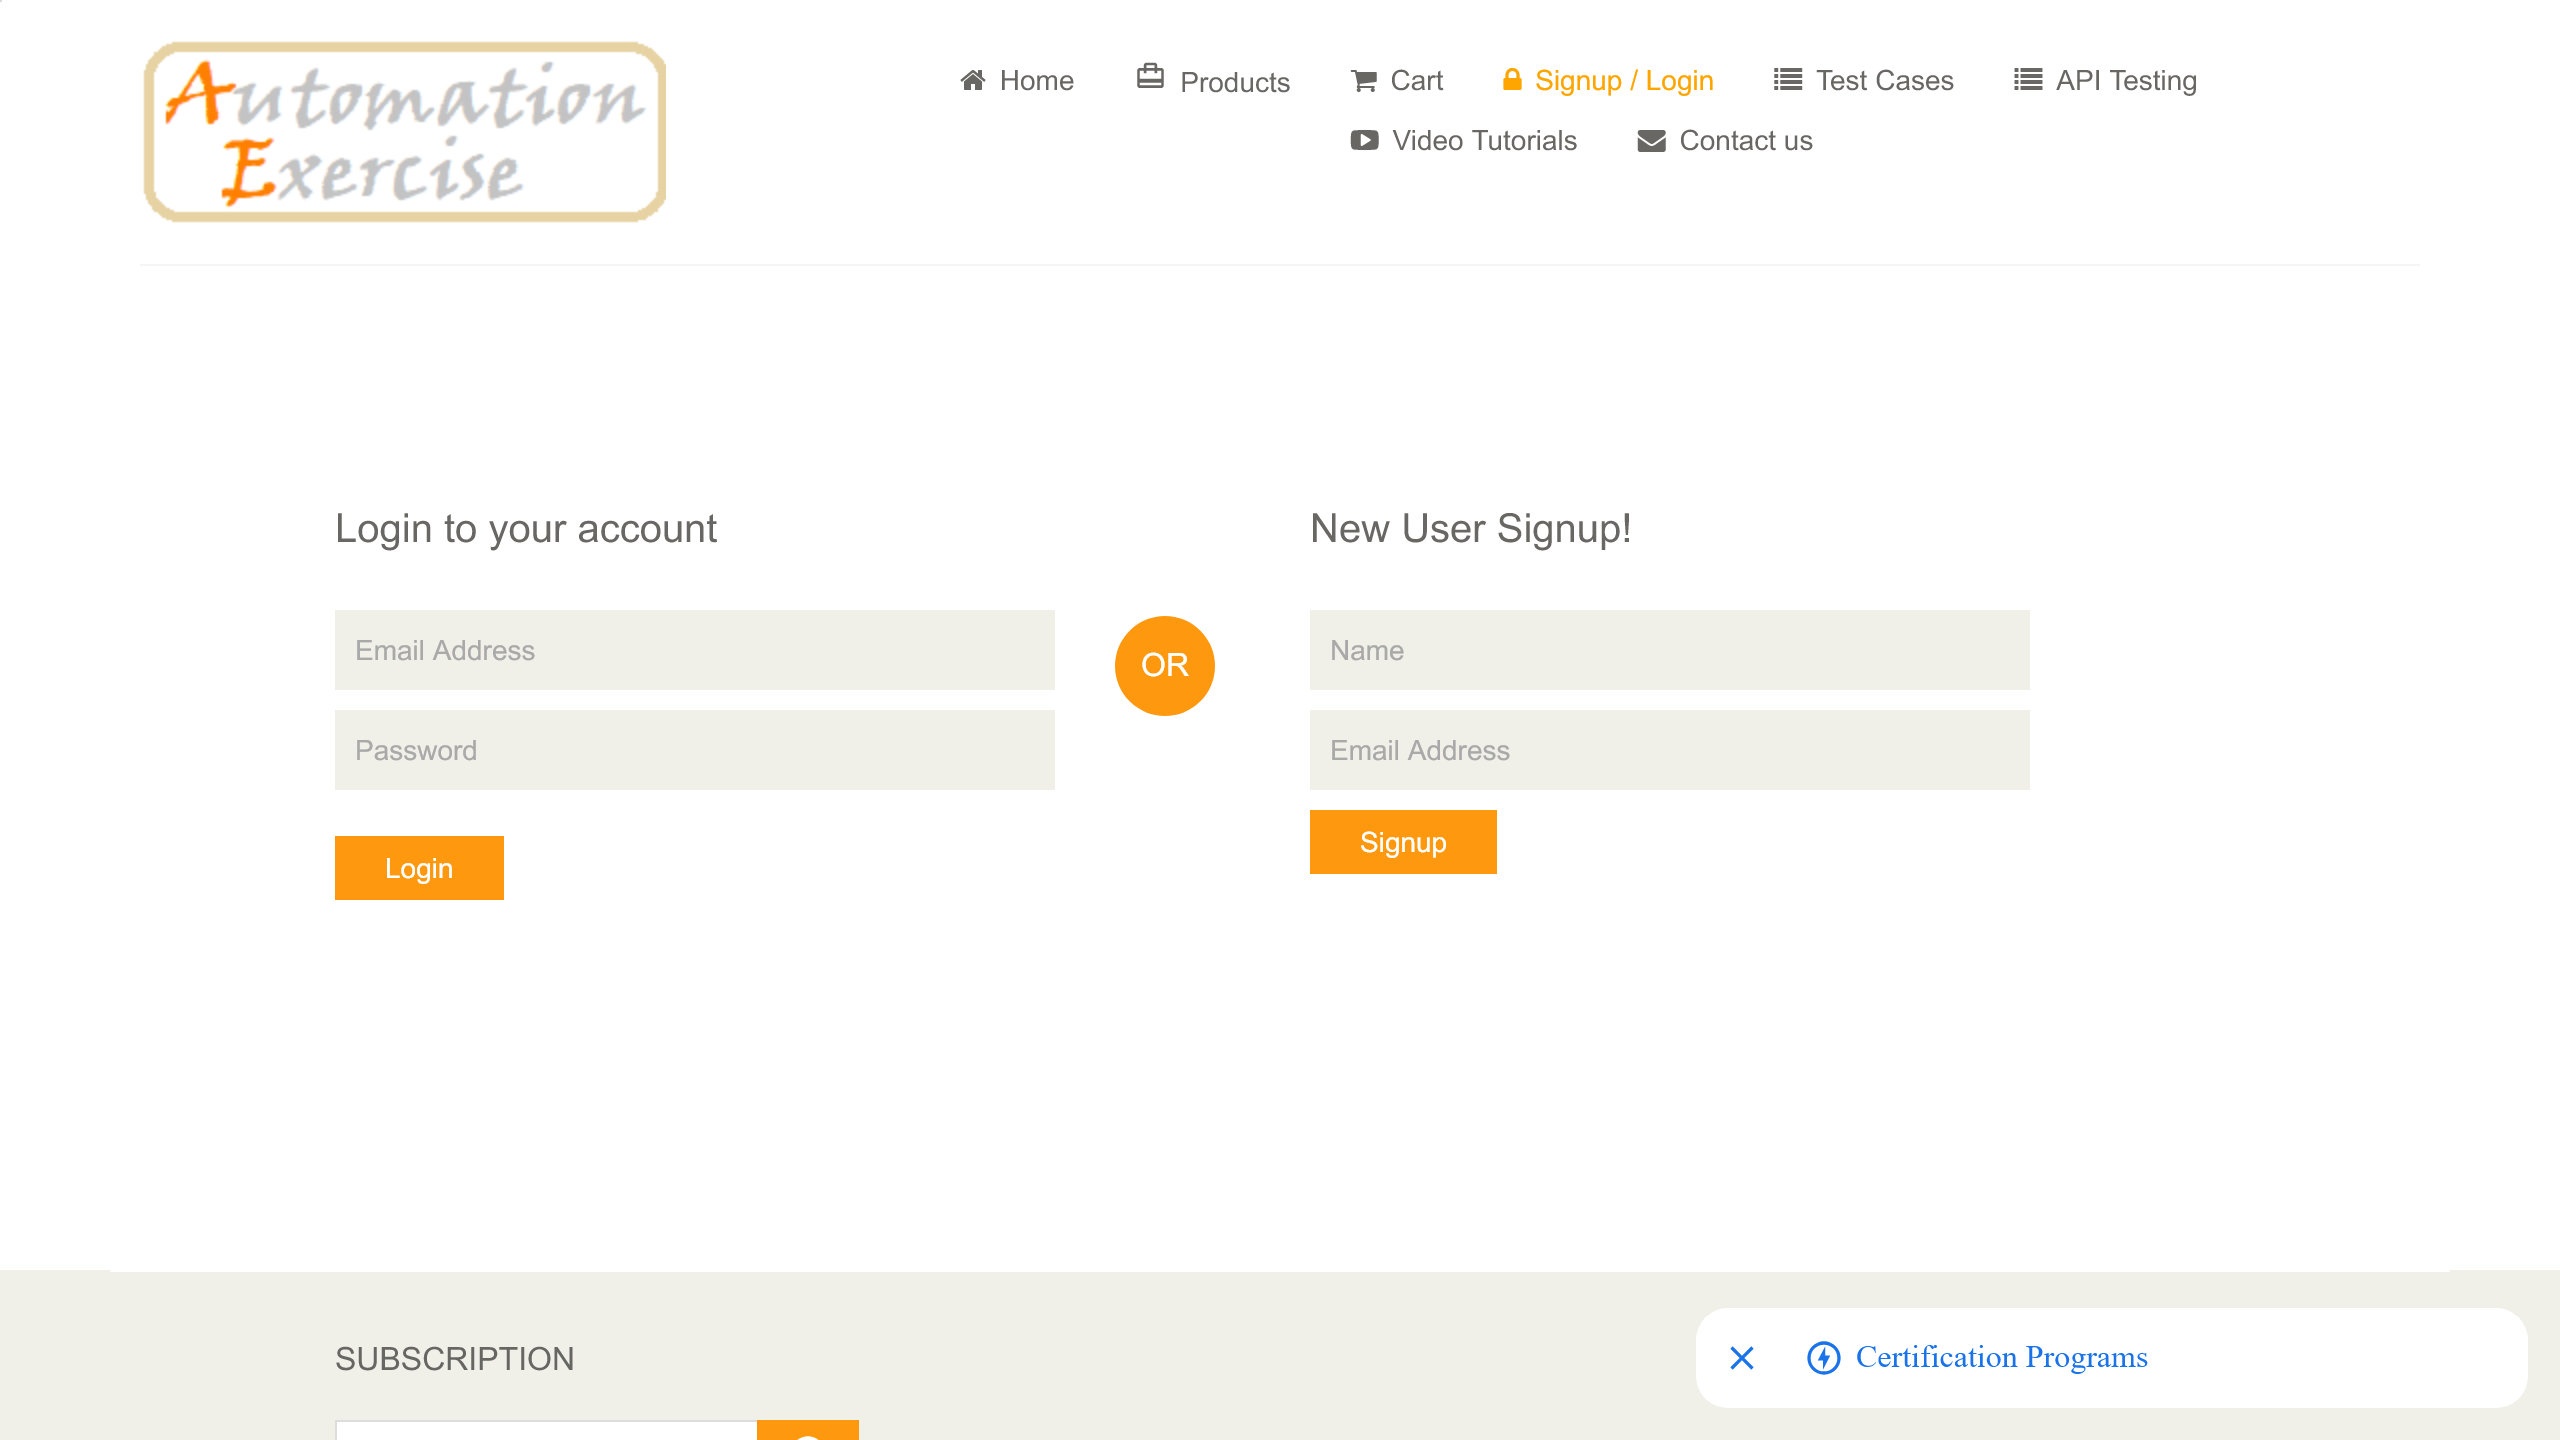 Automation
Exercise
Home
Products
Cart
Signup / Login
Test Cases
API Testing
Video Tutorials
Contact us
Login to your account
Email Address
Password
Login
OR
New User Signup!
Name
Email Address
Signup
SUBSCRIPTION
Certification Programs